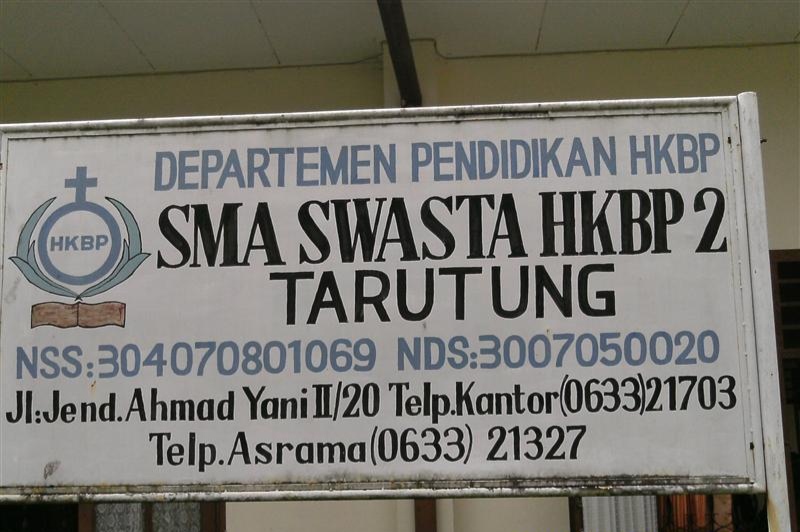 DEPARTEMEN PENDIDIKAN HKBP
HKBP
SMA SWASTA HKBP 2
TARUTUNG
NSS:304070801069 NDS:3007050020
Jl:Jend.Ahmad Yani II/20 Telp.Kantor(0633)21703
Telp.Asrama(0633) 21327